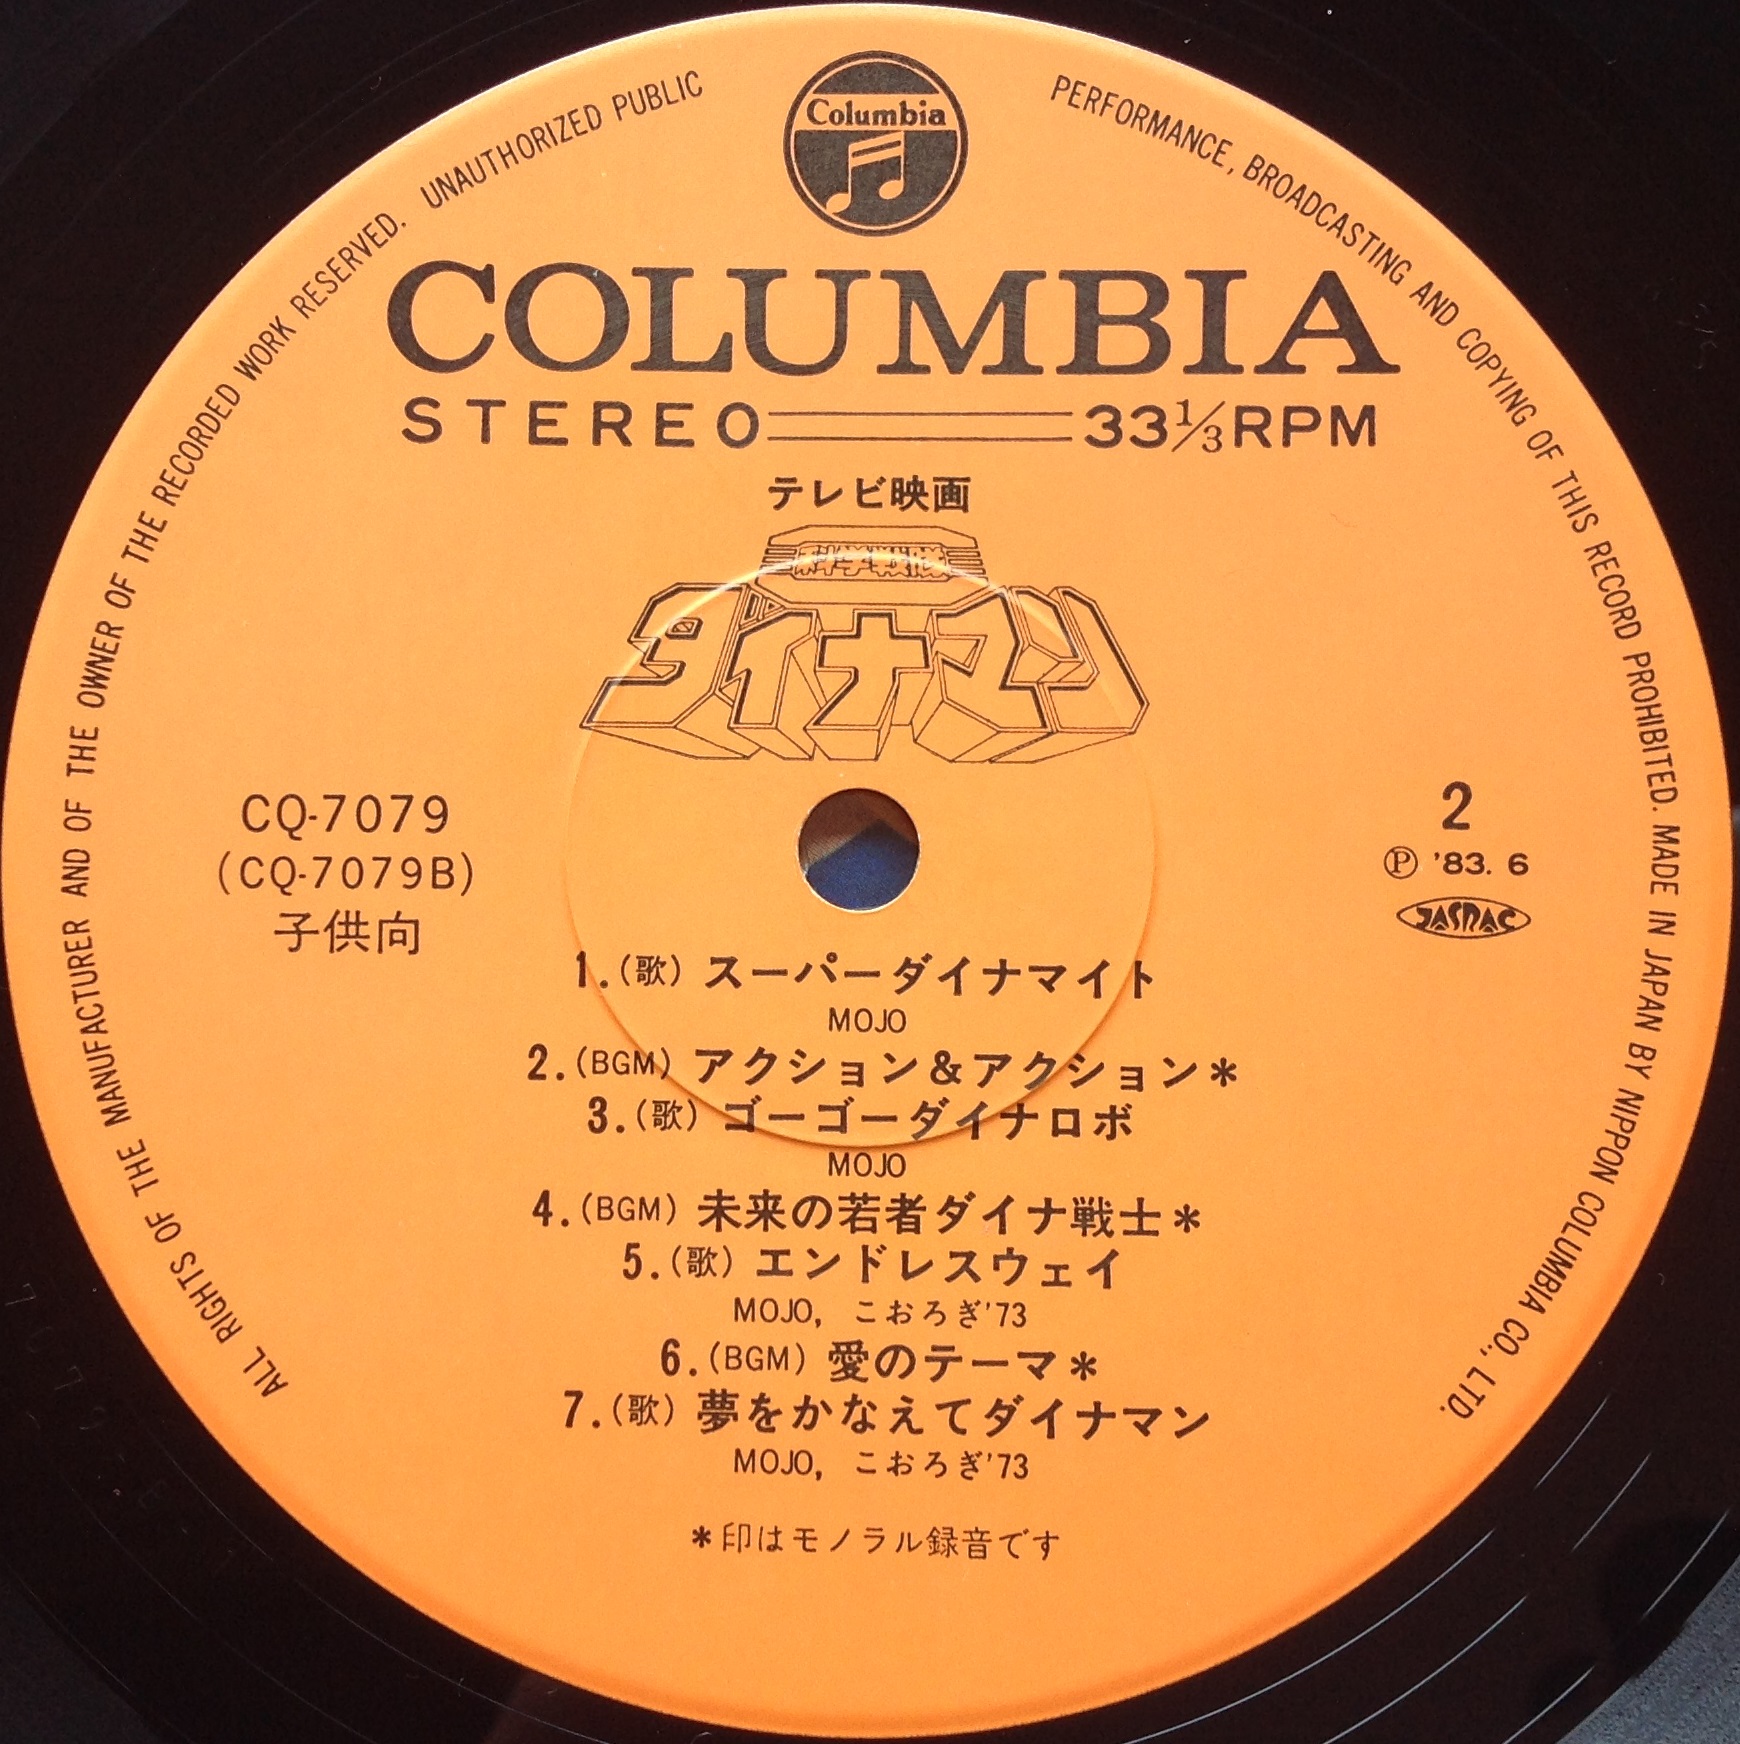 ALL RIGHTS OF THE MANUFACTURER AND OF THE OWNER OF THE RECORDED WORK RESERVED. UNAUTHORIZED PUBLIC PERFORMANCE, BROADCASTING AND COPYING OF THIS RECORD PROHIBITED. MADE IN JAPAN BY NIPPON COLUMBIA CO., LTD.
Columbia
COLUMBIA
STEREO 33 1/3 RPM
テレビ映画
科学戦隊
ダイナマン
CQ-7079
(CQ-7079B)
子供向
2
Ⓟ '83. 6
JASRAC
1.(歌) スーパーダイナマイト
MOJO
2.(BGM) アクション&アクション*
3.(歌) ゴーゴーダイナロボ
MOJO
4.(BGM) 未来の若者ダイナ戦士*
5.(歌) エンドレスウェイ
MOJO, こおろぎ'73
6.(BGM) 愛のテーマ*
7.(歌) 夢をかなえてダイナマン
MOJO, こおろぎ'73
*印はモノラル録音です